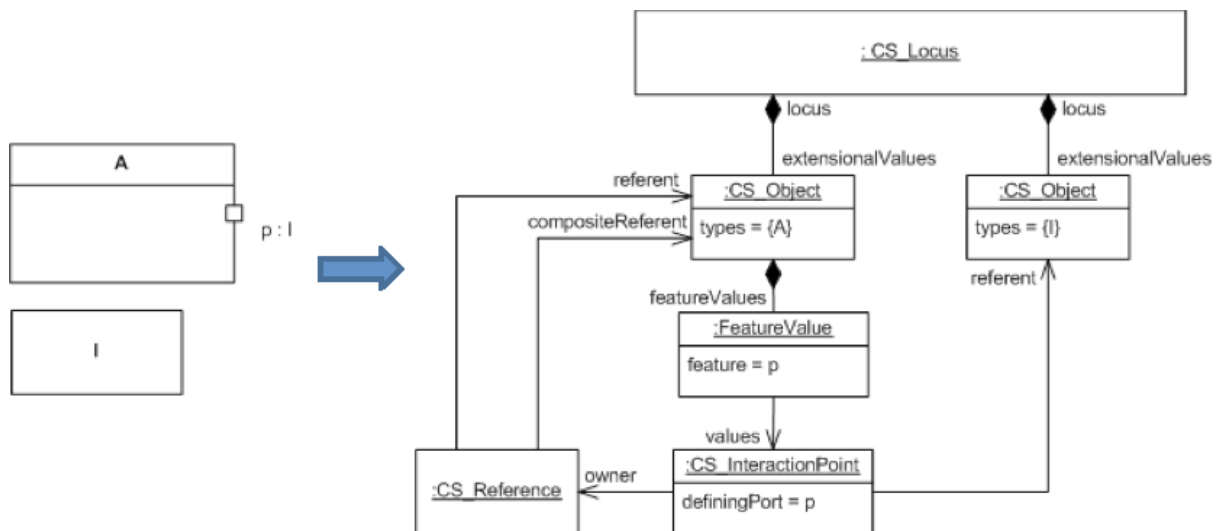 A
p : I
I
: CS_Locus
locus
locus
extensionalValues
extensionalValues
referent
:CS_Object
:CS_Object
compositeReferent
types = {A}
types = {I}
referent
featureValues
:FeatureValue
feature = p
values
:CS_InteractionPoint
owner
:CS_Reference
definingPort = p